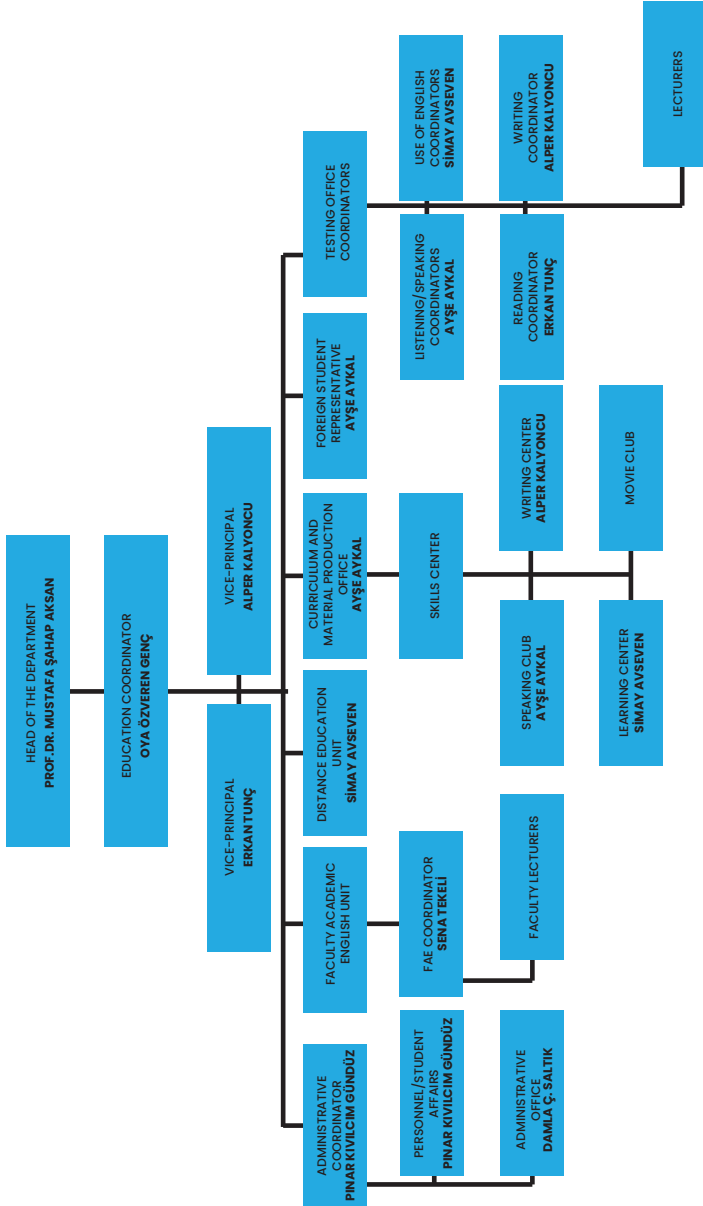 HEAD OF THE DEPARTMENT
PROF.DR. MUSTAFA ŞAHAP AKSAN
EDUCATION COORDINATOR
OYA ÖZVEREN GENÇ
VICE-PRINCIPAL
ERKAN TUNÇ
VICE-PRINCIPAL
ALPER KALYONCU
ADMINISTRATIVE
COORDINATOR
PINAR KIVILCIM GÜNDÜZ
FACULTY ACADEMIC
ENGLISH UNIT
DISTANCE EDUCATION
UNIT
SİMAY AVSEVEN
CURRICULUM AND
MATERIAL PRODUCTION
OFFICE
AYŞE AYKAL
FOREIGN STUDENT
REPRESENTATIVE
AYŞE AYKAL
TESTING OFFICE
COORDINATORS
PERSONNEL/STUDENT
AFFAIRS
PINAR KIVILCIM GÜNDÜZ
FAE COORDINATOR
SENA TEKELİ
SKILLS CENTER
LISTENING/SPEAKING
COORDINATORS
AYŞE AYKAL
USE OF ENGLISH
COORDINATORS
SİMAY AVSEVEN
ADMINISTRATIVE
OFFICE
DAMLA Ç. SALTIK
FACULTY LECTURERS
SPEAKING CLUB
AYŞE AYKAL
WRITING CENTER
ALPER KALYONCU
READING
COORDINATOR
ERKAN TUNÇ
WRITING
COORDINATOR
ALPER KALYONCU
LEARNING CENTER
SİMAY AVSEVEN
MOVIE CLUB
LECTURERS